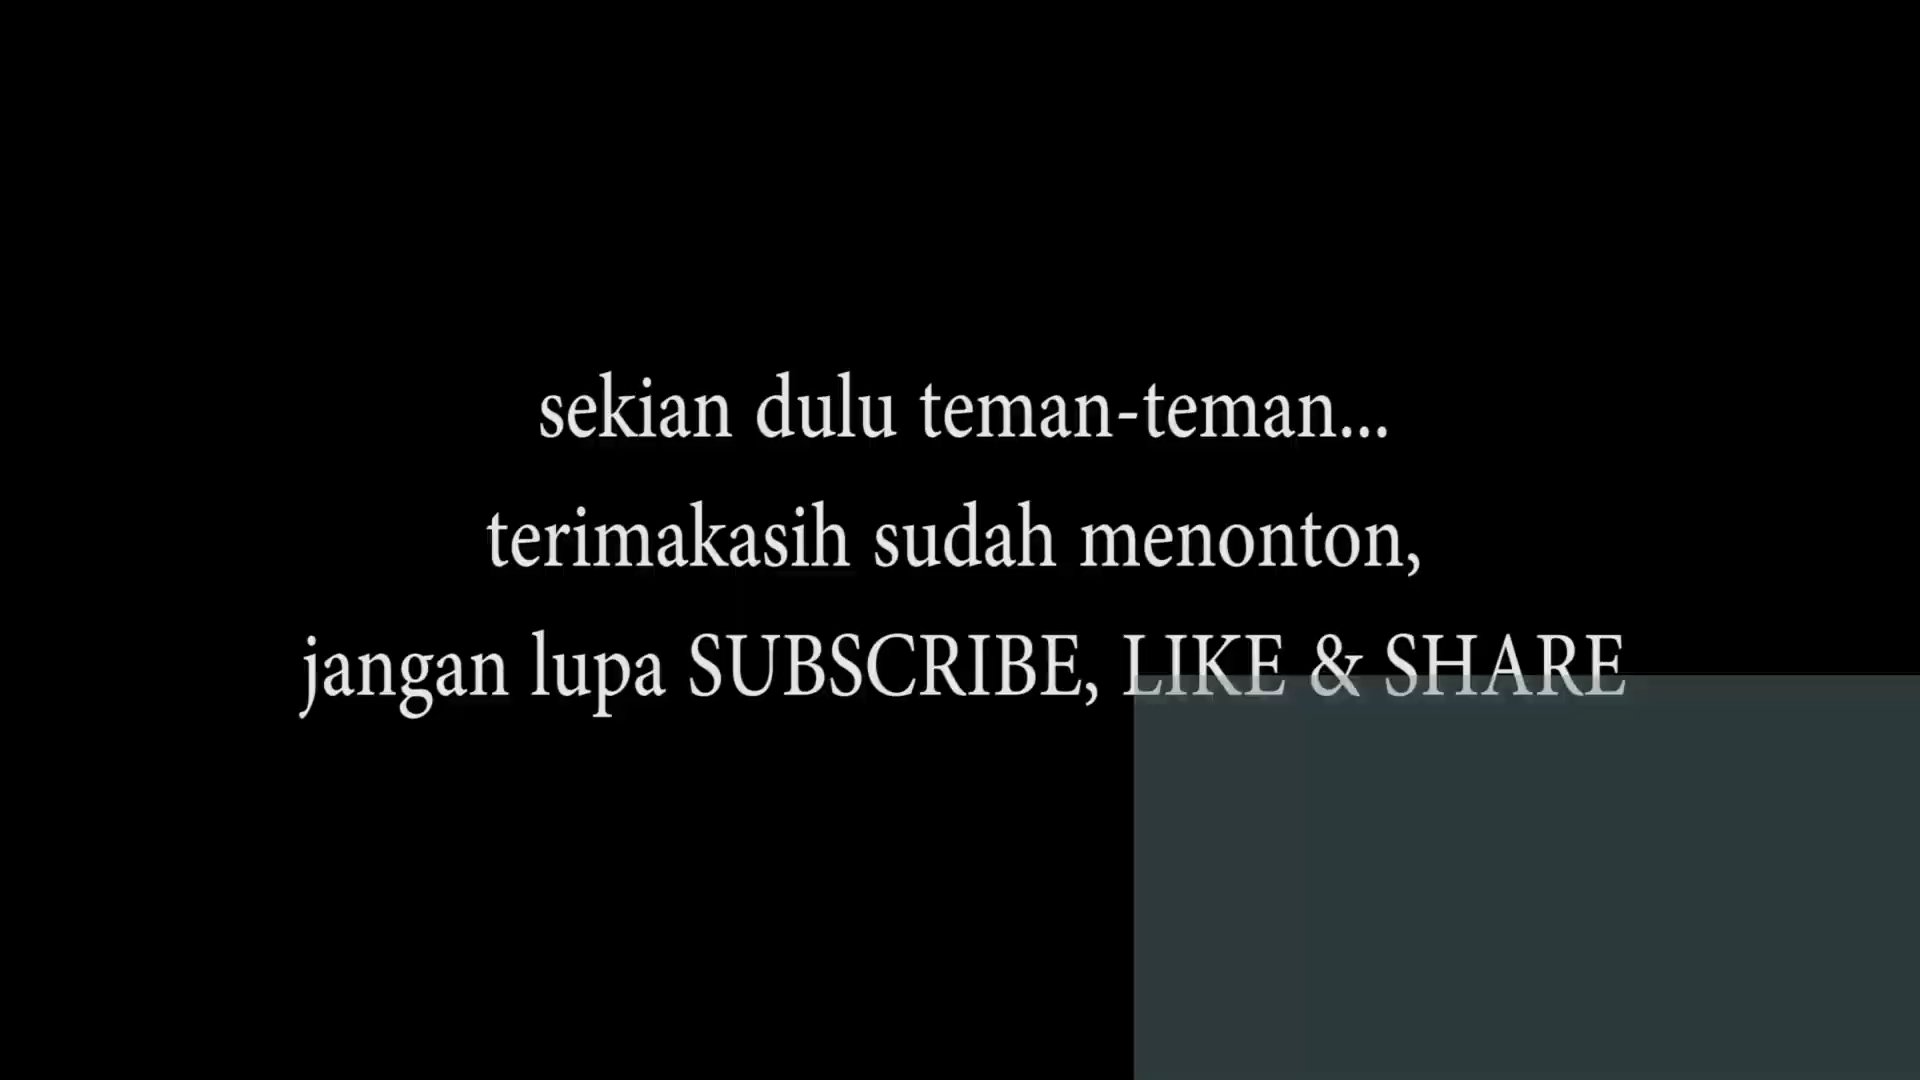 sekian dulu teman-teman...
terimakasih sudah menonton,
jangan lupa SUBSCRIBE, LIKE & SHARE